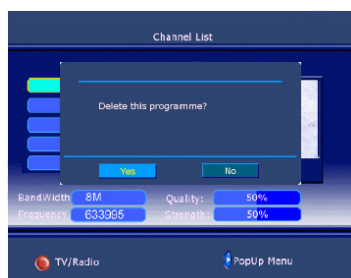 Channel List
Delete this programme?
Yes No
BandWidth 8M Quality: 50%
Frequency 633995 Strength: 50%
TV/Radio PopUp Menu